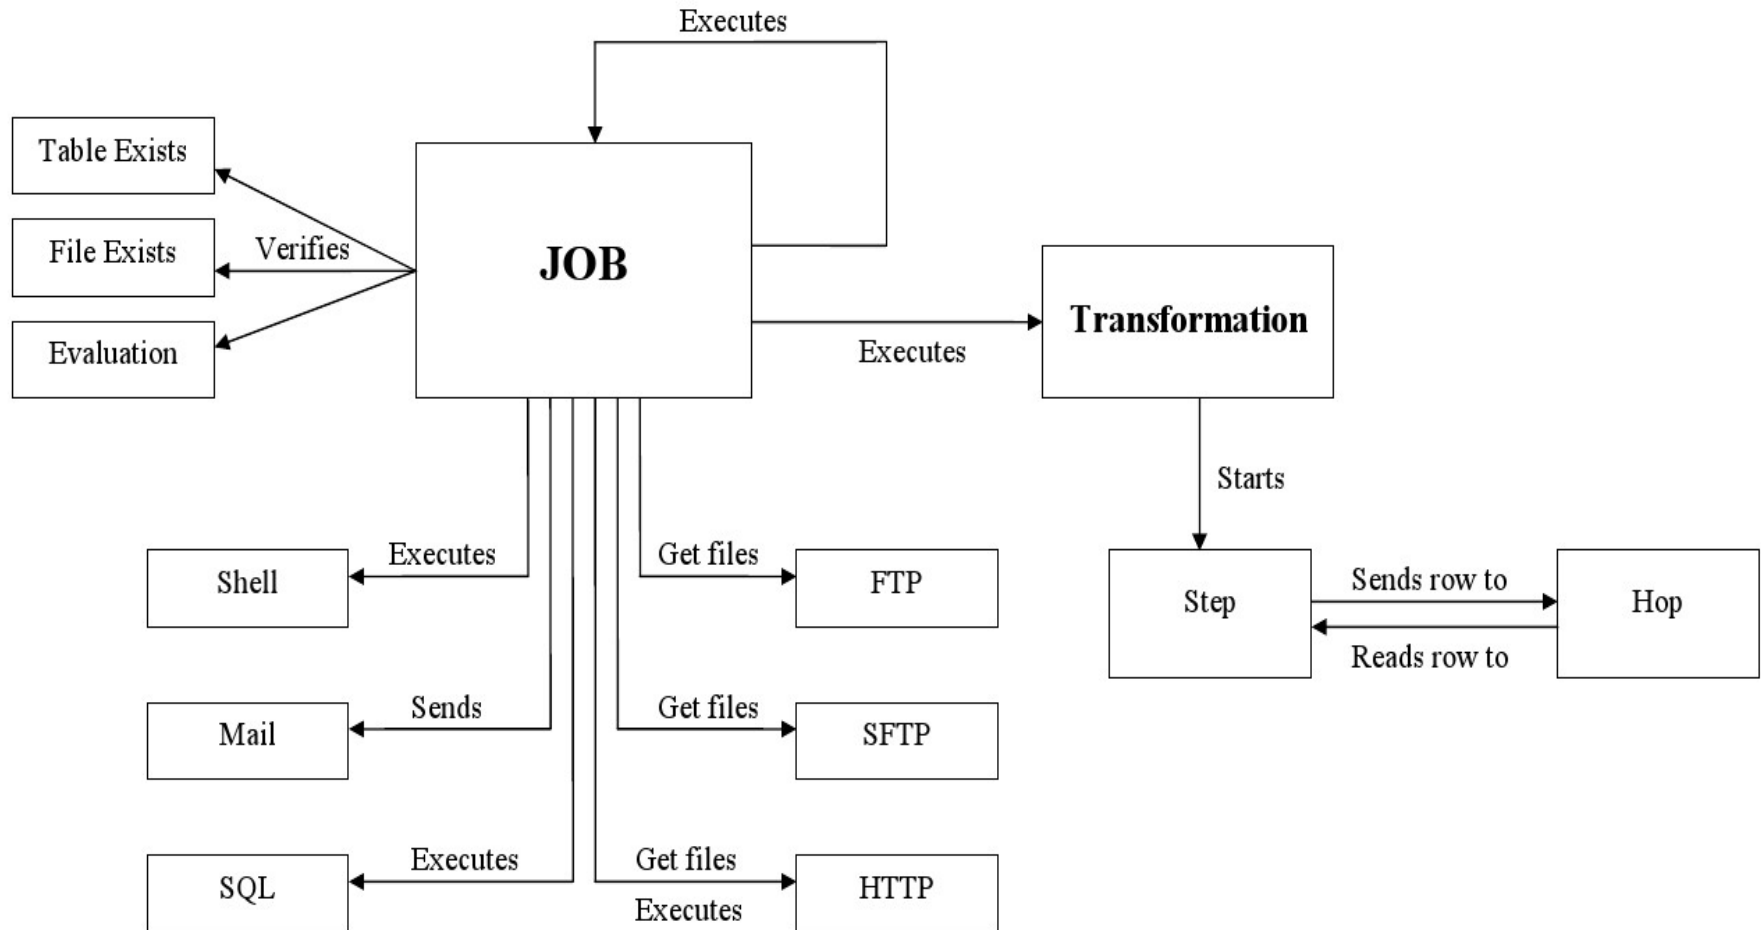 Executes
Table Exists
File Exists
Verifies
Evaluation
JOB
Transformation
Executes
Starts
Executes
Get files
Shell
FTP
Step
Sends row to
Reads row to
Hop
Sends
Get files
Mail
SFTP
Executes
Get files
SQL
HTTP
Executes